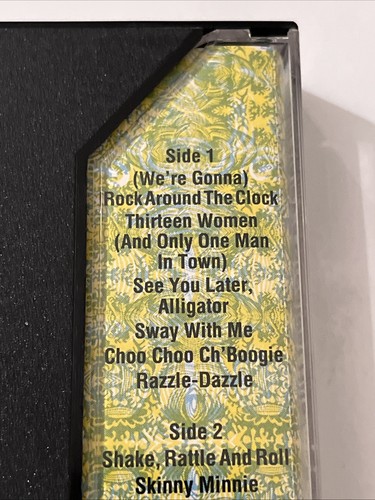 Side 1
(We're Gonna)
Rock Around The Clock
Thirteen Women
(And Only One Man
In Town)
See You Later,
Alligator
Sway With Me
Choo Choo Ch'Boogie
Razzle-Dazzle
Side 2
Shake, Rattle And Roll
Skinny Minnie